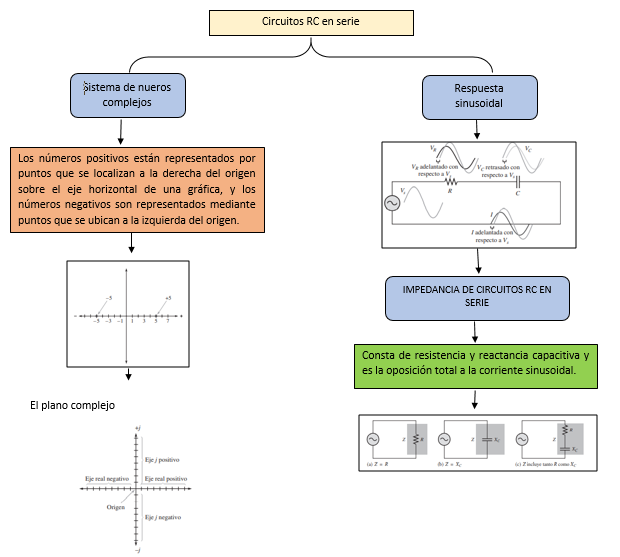 Circuitos RC en serie
Sistema de nueros
complejos
Respuesta
sinusoidal
Los números positivos están representados por
puntos que se localizan a la derecha del origen
sobre el eje horizontal de una gráfica, y los
números negativos son representados mediante
puntos que se ubican a la izquierda del origen.
V_R
V_C
V_R adelantado con
respecto a V_s
V_C retrasado con
respecto a V_s
V_s
R
C
I
I adelantada con
respecto a V_s
IMPEDANCIA DE CIRCUITOS RC EN
SERIE
Consta de resistencia y reactancia capacitiva y
es la oposición total a la corriente sinusoidal.
−5 +5
−5 −3 −1 1 3 5 7
El plano complejo
+j
Eje j positivo
Eje real negativo Eje real positivo
Origen
Eje j negativo
−j
Z R
(a) Z = R
Z X_C
(b) Z = X_C
Z R
X_C
(c) Z incluye tanto R como X_C